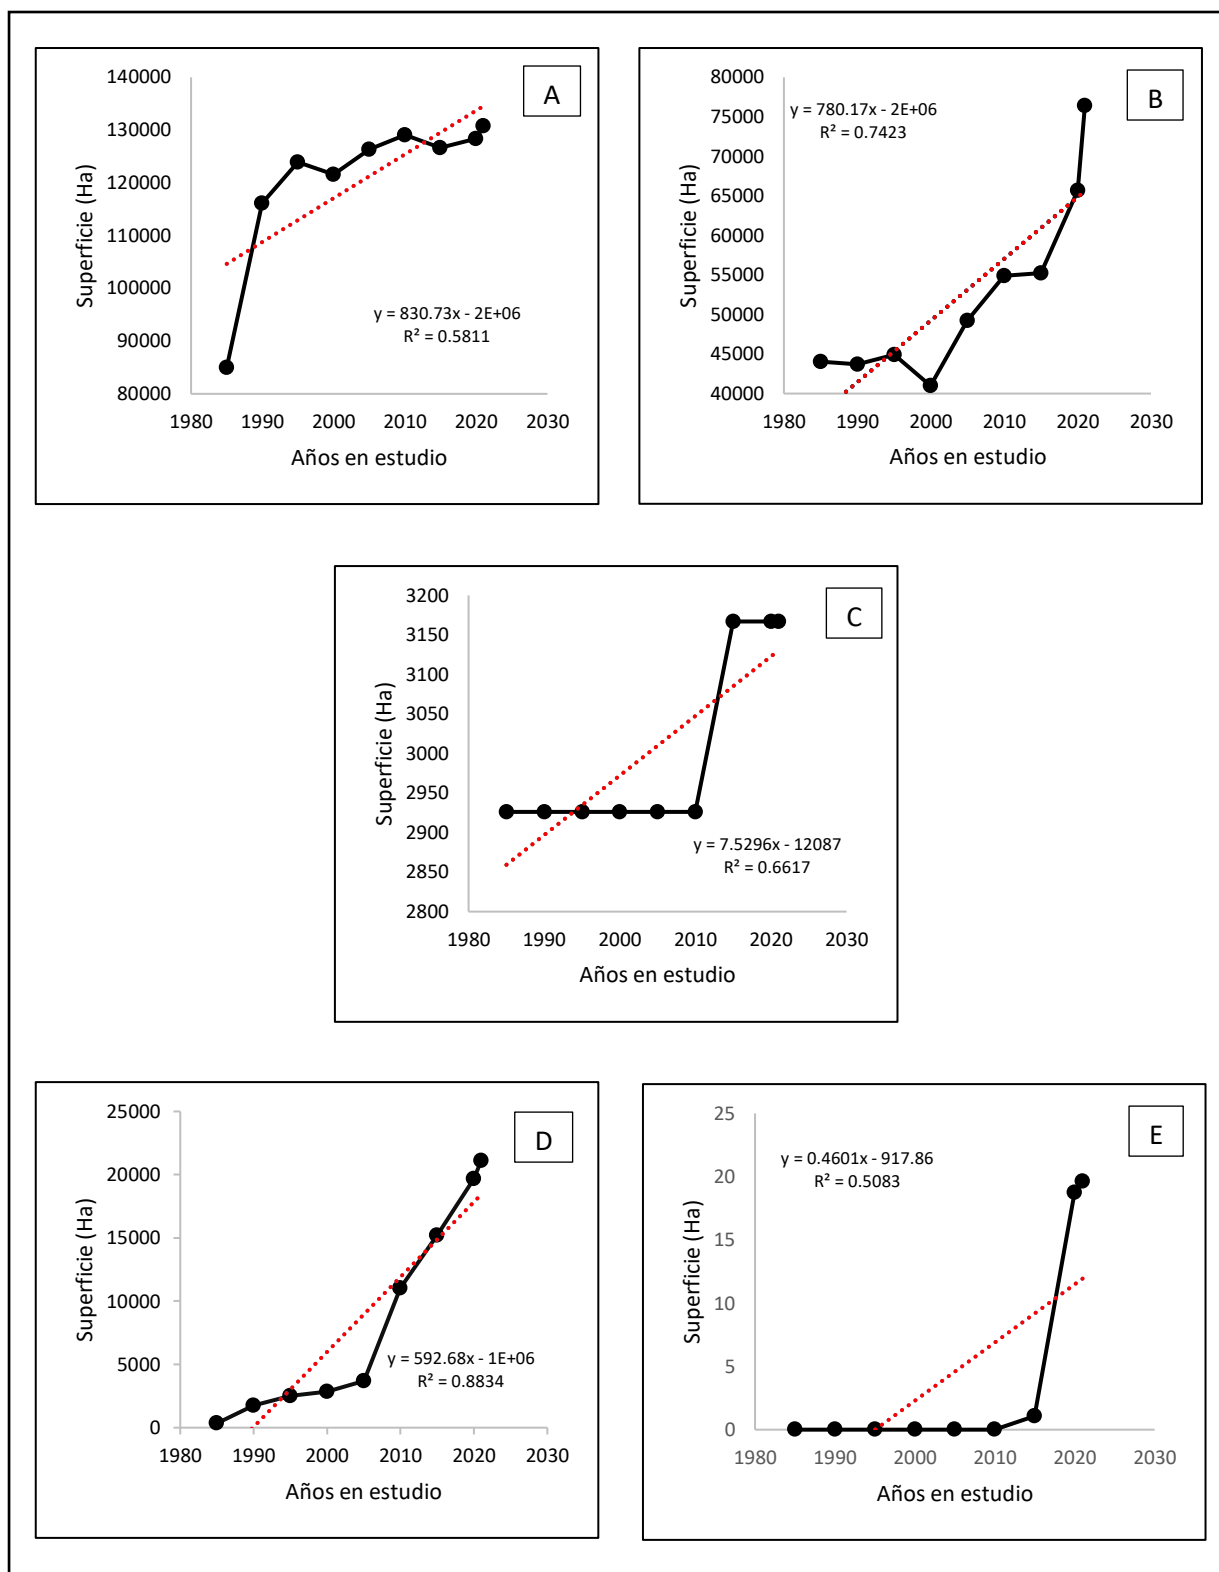 A
140000
130000
120000
110000
100000
90000
80000
Superficie (Ha)
y = 830.73x - 2E+06
R² = 0.5811
1980 1990 2000 2010 2020 2030
Años en estudio
B
80000
75000
70000
65000
60000
55000
50000
45000
40000
Superficie (Ha)
y = 780.17x - 2E+06
R² = 0.7423
1980 1990 2000 2010 2020 2030
Años en estudio
C
3200
3150
3100
3050
3000
2950
2900
2850
2800
Superficie (Ha)
y = 7.5296x - 12087
R² = 0.6617
1980 1990 2000 2010 2020 2030
Años en estudio
D
25000
20000
15000
10000
5000
0
Superficie (Ha)
y = 592.68x - 1E+06
R² = 0.8834
1980 1990 2000 2010 2020 2030
Años en estudio
E
25
20
15
10
5
0
Superficie (Ha)
y = 0.4601x - 917.86
R² = 0.5083
1980 1990 2000 2010 2020 2030
Años en estudio